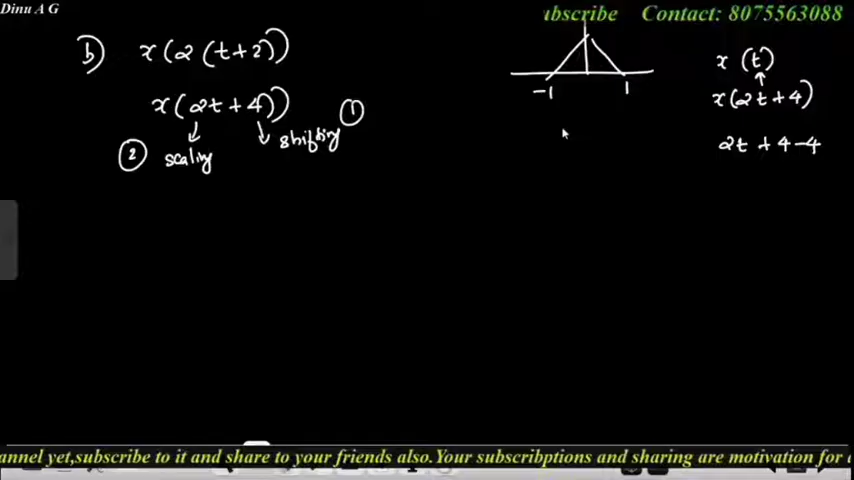 Dinu A G
ubscribe Contact: 8075563088
b) x(2(t+2))
x(2t+4))
shifting ①
② scaling
-1 1
x(t)
x(2t+4)
2t+4-4
annel yet,subscribe to it and share to your friends also.Your subscribptions and sharing are motivation for